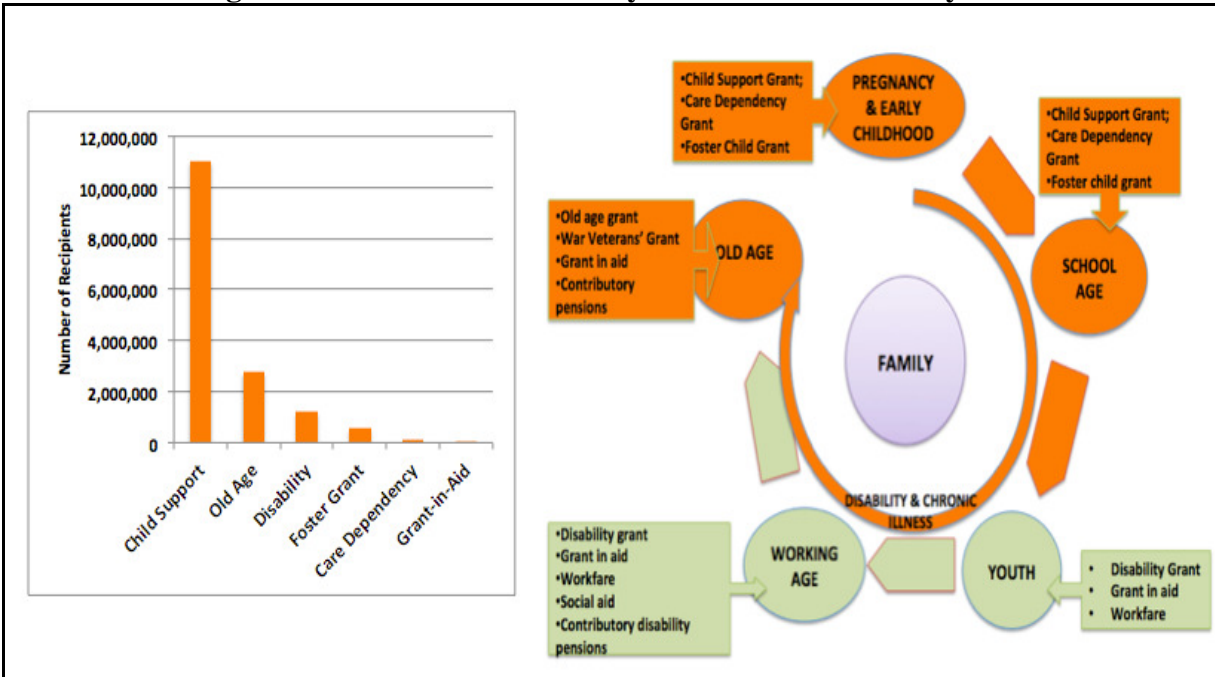 12,000,000
10,000,000
8,000,000
6,000,000
4,000,000
2,000,000
0
Number of Recipients
Child Support
Old Age
Disability
Foster Grant
Care Dependency
Grant-in-Aid
•Child Support Grant;
•Care Dependency
Grant
•Foster Child Grant
PREGNANCY
& EARLY
CHILDHOOD
•Child Support Grant;
•Care Dependency
Grant
•Foster child grant
SCHOOL
AGE
•Old age grant
•War Veterans' Grant
•Grant in aid
•Contributory
pensions
OLD AGE
FAMILY
DISABILITY & CHRONIC
ILLNESS
•Disability grant
•Grant in aid
•Workfare
•Social aid
•Contributory disability
pensions
WORKING
AGE
YOUTH
• Disability Grant
• Grant in aid
• Workfare